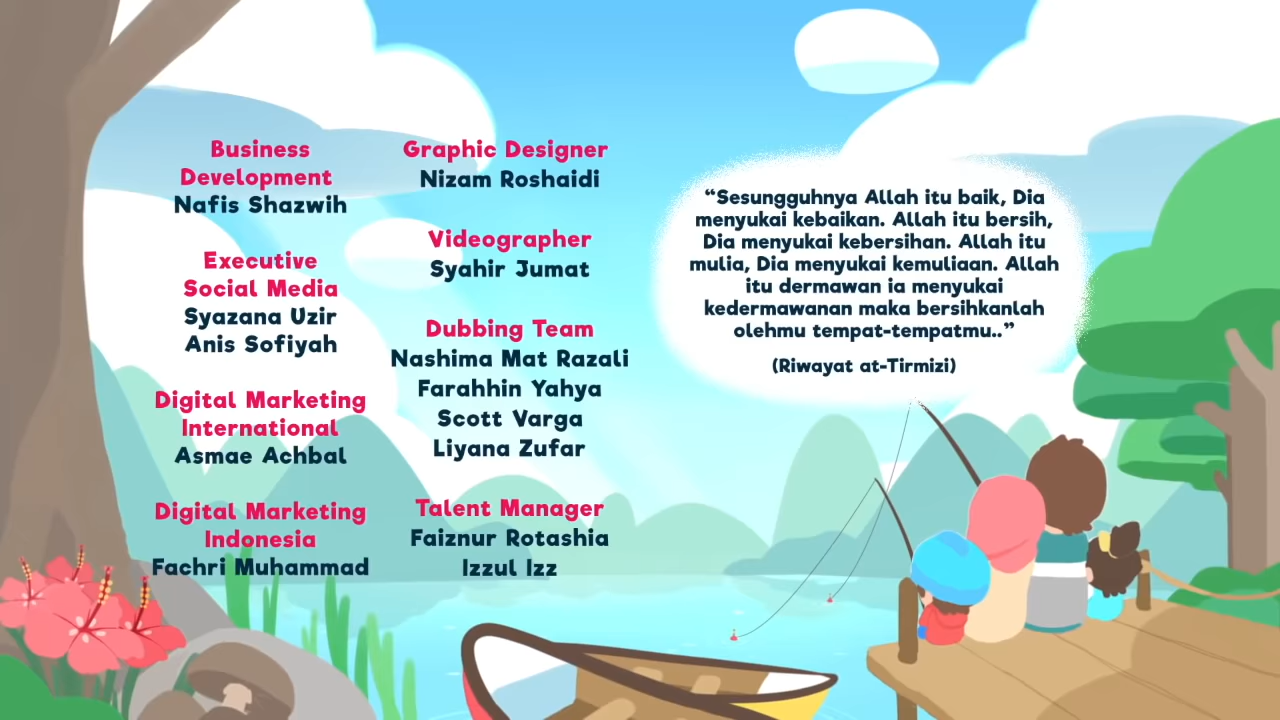 Business
Development
Nafis Shazwih
Executive
Social Media
Syazana Uzir
Anis Sofiyah
Digital Marketing
International
Asmae Achbal
Digital Marketing
Indonesia
Fachri Muhammad
Graphic Designer
Nizam Roshaidi
Videographer
Syahir Jumat
Dubbing Team
Nashima Mat Razali
Farahhin Yahya
Scott Varga
Liyana Zufar
Talent Manager
Faiznur Rotashia
Izzul Izz
“Sesungguhnya Allah itu baik, Dia
menyukai kebaikan. Allah itu bersih,
Dia menyukai kebersihan. Allah itu
mulia, Dia menyukai kemuliaan. Allah
itu dermawan ia menyukai
kedermawanan maka bersihkanlah
olehmu tempat-tempatmu..”
(Riwayat at-Tirmizi)